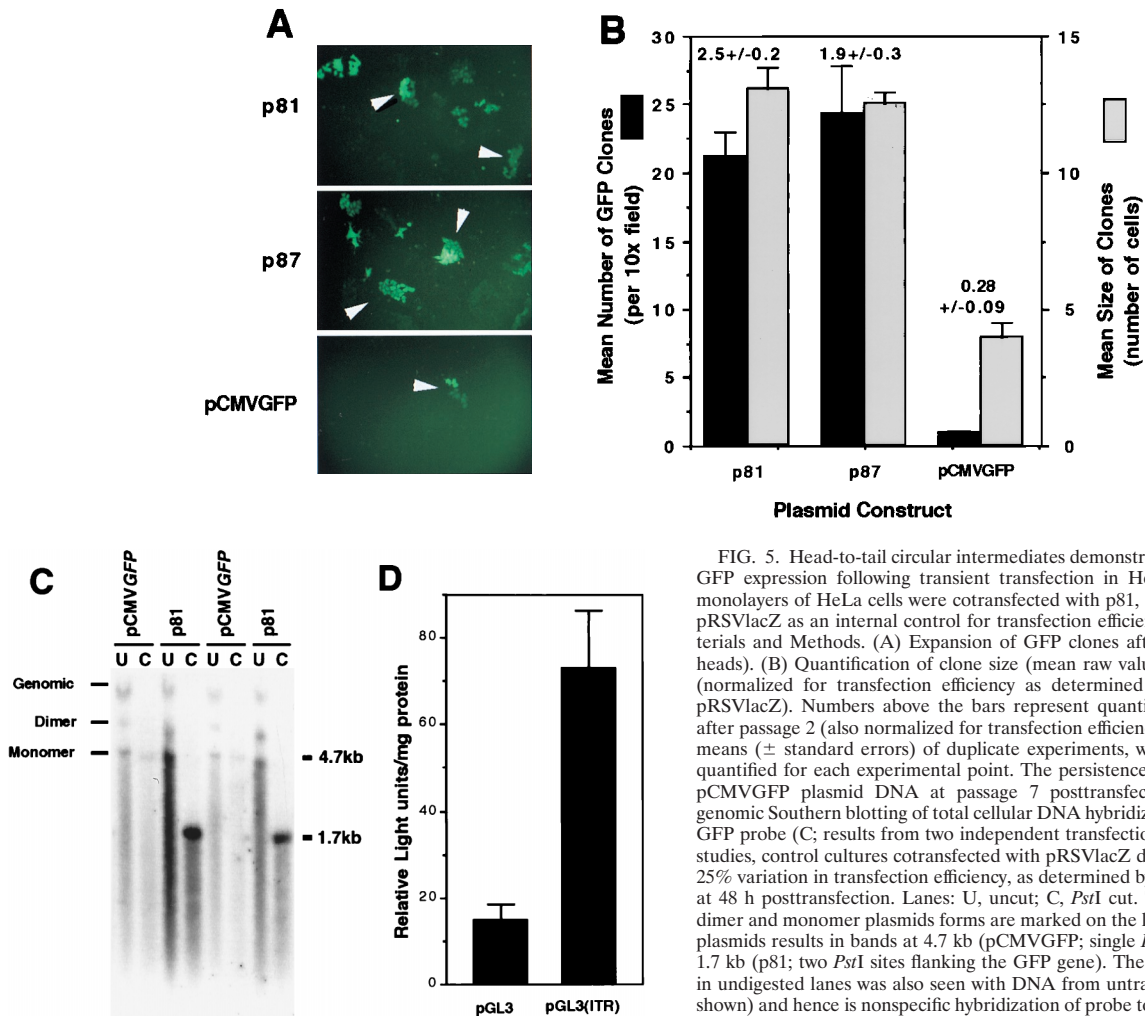 A
p81
p87
pCMVGFP
B
Mean Number of GFP Clones
(per 10x field)
30
25
20
15
10
5
0
2.5+/-0.2
1.9+/-0.3
0.28
+/-0.09
15
10
5
0
Mean Size of Clones
(number of cells)
p81
p87
pCMVGFP
Plasmid Construct
C
pCMVGFP
p81
pCMVGFP
p81
U C U C U C U C
Genomic
Dimer
Monomer
4.7kb
1.7kb
D
Relative Light units/mg protein
80
60
40
20
0
pGL3
pGL3(ITR)
FIG. 5. Head-to-tail circular intermediates demonstr
GFP expression following transient transfection in He
monolayers of HeLa cells were cotransfected with p81,
pRSVlacZ as an internal control for transfection efficie
terials and Methods. (A) Expansion of GFP clones aft
heads). (B) Quantification of clone size (mean raw valu
(normalized for transfection efficiency as determined
pRSVlacZ). Numbers above the bars represent quanti
after passage 2 (also normalized for transfection efficien
means (± standard errors) of duplicate experiments, w
quantified for each experimental point. The persistence
pCMVGFP plasmid DNA at passage 7 posttransfec
genomic Southern blotting of total cellular DNA hybridiz
GFP probe (C; results from two independent transfectio
studies, control cultures cotransfected with pRSVlacZ d
25% variation in transfection efficiency, as determined b
at 48 h posttransfection. Lanes: U, uncut; C, PstI cut.
dimer and monomer plasmids forms are marked on the l
plasmids results in bands at 4.7 kb (pCMVGFP; single
1.7 kb (p81; two PstI sites flanking the GFP gene). The
in undigested lanes was also seen with DNA from untra
shown) and hence is nonspecific hybridization of probe t